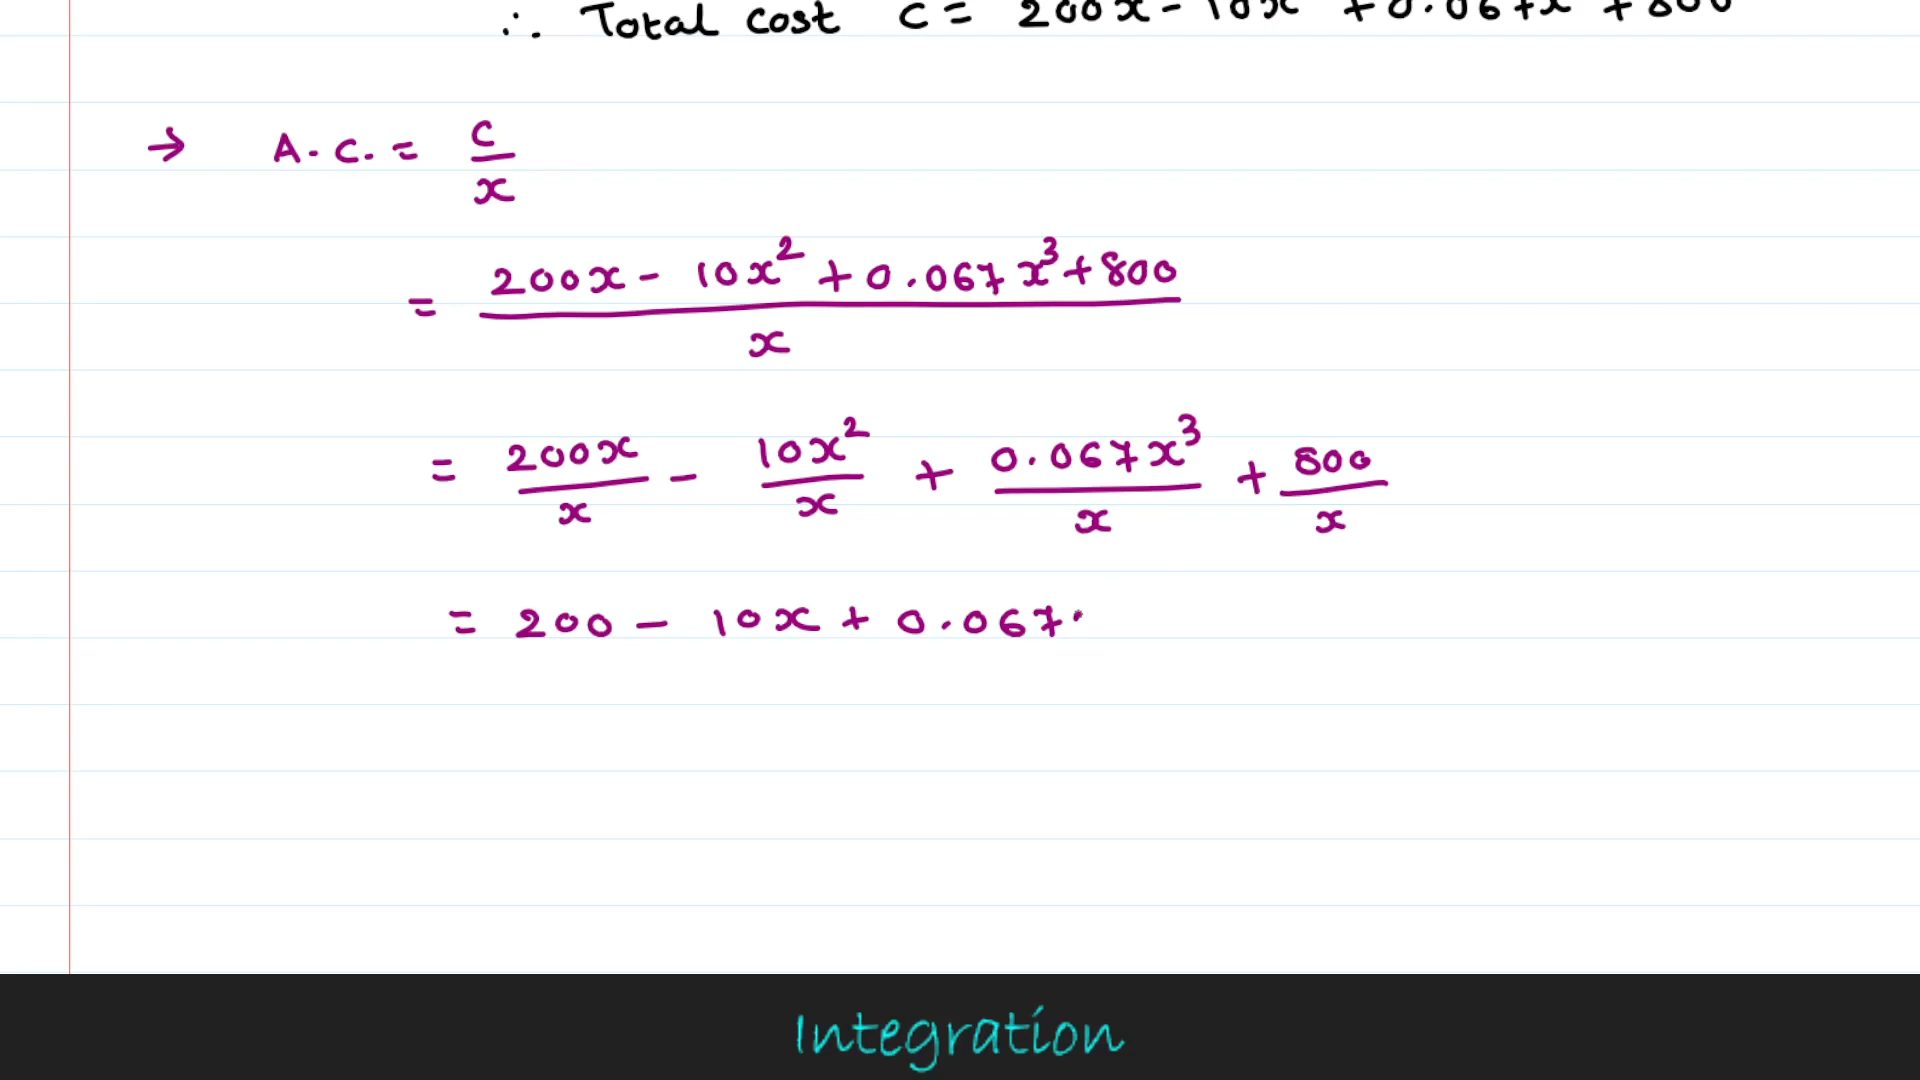 ∴ Total cost C = 200x - 10x² + 0.067x³ + 800
→ A.C. = C/x
= (200x - 10x² + 0.067x³ + 800)/x
= 200x/x - 10x²/x + 0.067x³/x + 800/x
= 200 - 10x + 0.067
Integration